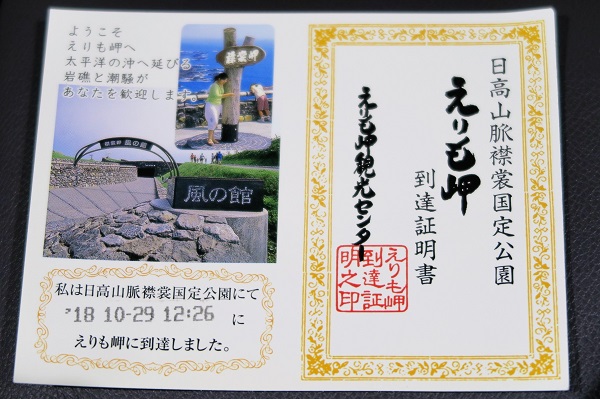 ようこそ
えりも岬へ
太平洋の沖へ延びる
岩礁と潮騒が
あなたを歓迎します。
襟裳岬
風の館
風の館
私は日高山脈襟裳国定公園にて
'18 10-29 12:26 に
えりも岬に到達しました。
日高山脈襟裳国定公園
えりも岬
到達証明書
えりも岬観光センター
えりも岬
到達証
明之印